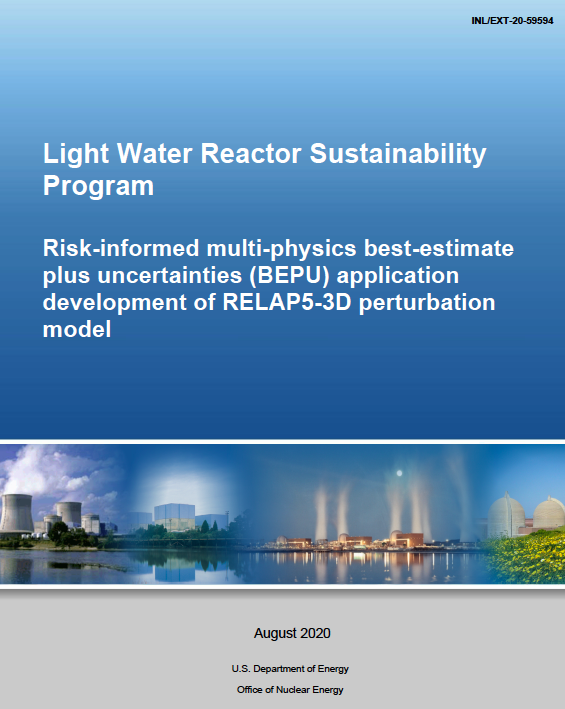 INL/EXT-20-59594
Light Water Reactor Sustainability
Program
Risk-informed multi-physics best-estimate
plus uncertainties (BEPU) application
development of RELAP5-3D perturbation
model
August 2020
U.S. Department of Energy
Office of Nuclear Energy